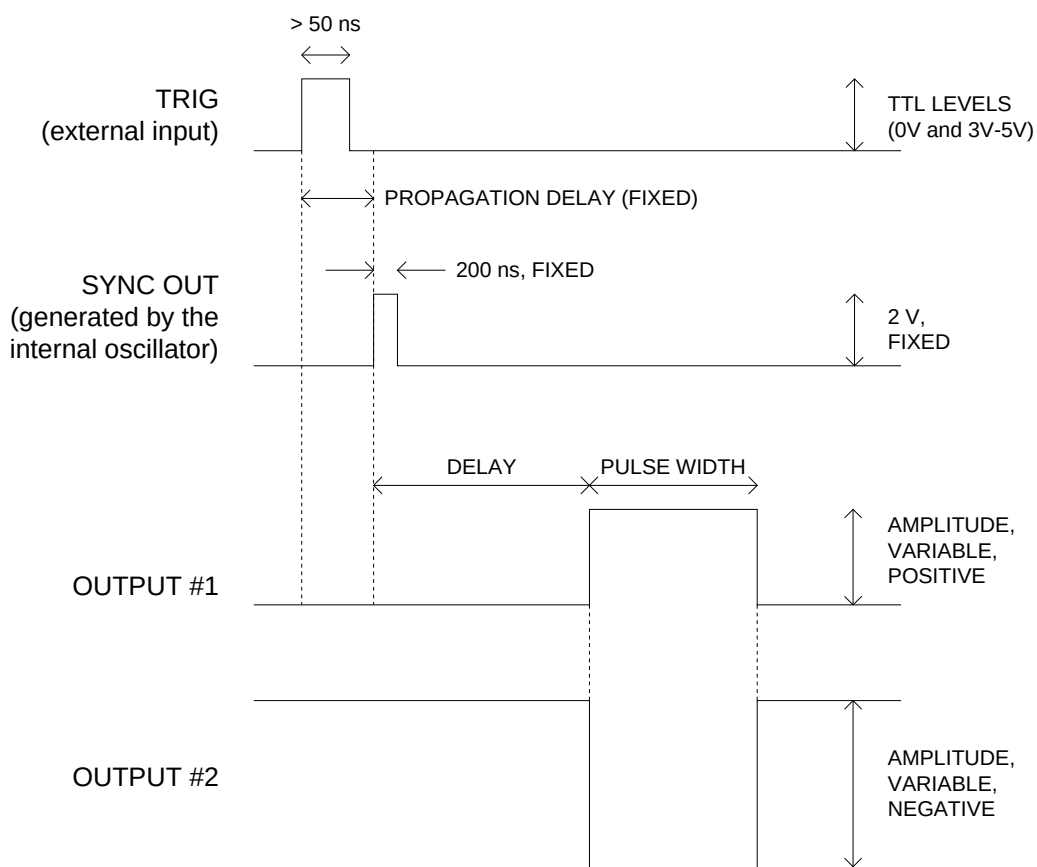 > 50 ns
TRIG
(external input)
TTL LEVELS
(0V and 3V-5V)
PROPAGATION DELAY (FIXED)
200 ns, FIXED
SYNC OUT
(generated by the
internal oscillator)
2 V,
FIXED
DELAY
PULSE WIDTH
AMPLITUDE,
VARIABLE,
POSITIVE
OUTPUT #1
OUTPUT #2
AMPLITUDE,
VARIABLE,
NEGATIVE